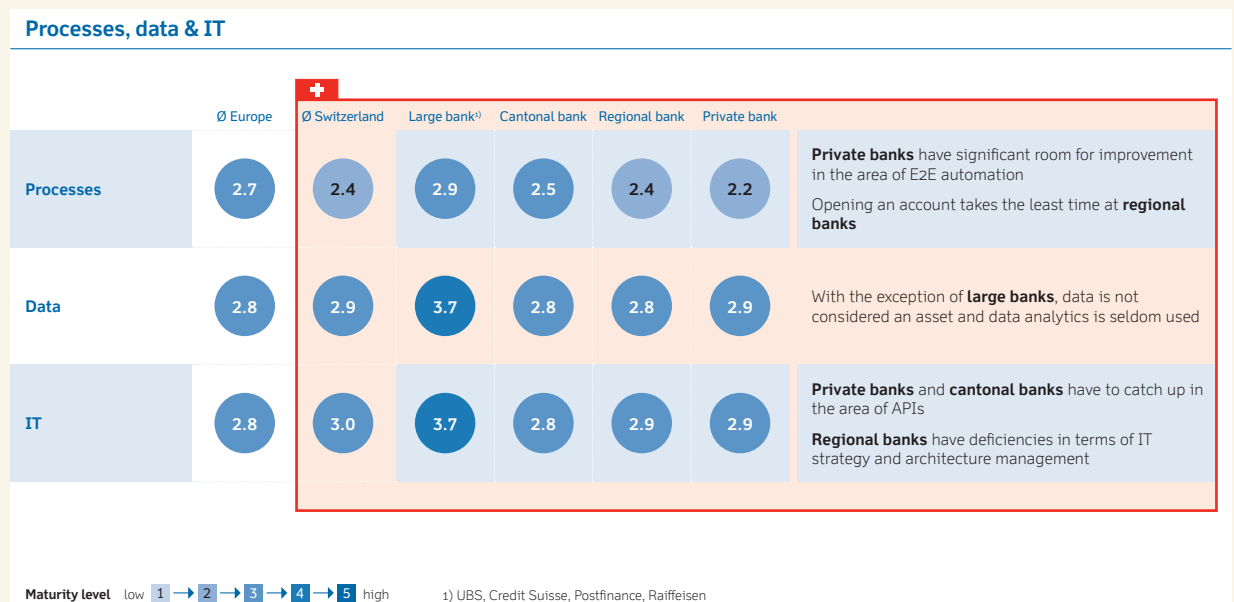 Processes, data & IT
Ø Europe
Ø Switzerland
Large bank¹⁾
Cantonal bank
Regional bank
Private bank
Processes
2.7
2.4
2.9
2.5
2.4
2.2
Private banks have significant room for improvement
in the area of E2E automation
Opening an account takes the least time at regional
banks
Data
2.8
2.9
3.7
2.8
2.8
2.9
With the exception of large banks, data is not
considered an asset and data analytics is seldom used
IT
2.8
3.0
3.7
2.8
2.9
2.9
Private banks and cantonal banks have to catch up in
the area of APIs
Regional banks have deficiencies in terms of IT
strategy and architecture management
Maturity level low 1 → 2 → 3 → 4 → 5 high
1) UBS, Credit Suisse, Postfinance, Raiffeisen